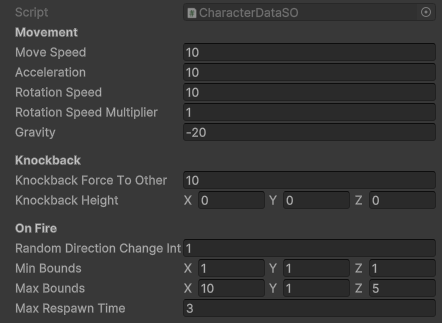 Script CharacterDataSO
Movement
Move Speed 10
Acceleration 10
Rotation Speed 10
Rotation Speed Multiplier 1
Gravity -20
Knockback
Knockback Force To Other 10
Knockback Height X 0 Y 0 Z 0
On Fire
Random Direction Change Int 1
Min Bounds X 1 Y 1 Z 1
Max Bounds X 10 Y 1 Z 5
Max Respawn Time 3